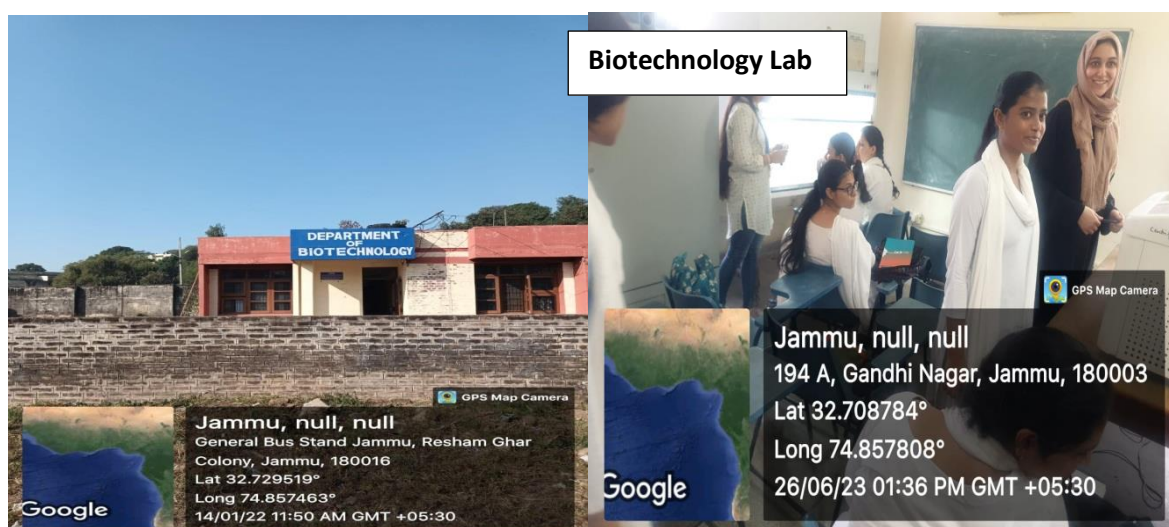 Biotechnology Lab
DEPARTMENT
OF
BIOTECHNOLOGY
GPS Map Camera
Jammu, null, null
General Bus Stand Jammu, Resham Ghar
Colony, Jammu, 180016
Lat 32.729519°
Long 74.857463°
14/01/22 11:50 AM GMT +05:30
Google
GPS Map Camera
Jammu, null, null
194 A, Gandhi Nagar, Jammu, 180003
Lat 32.708784°
Long 74.857808°
26/06/23 01:36 PM GMT +05:30
Google